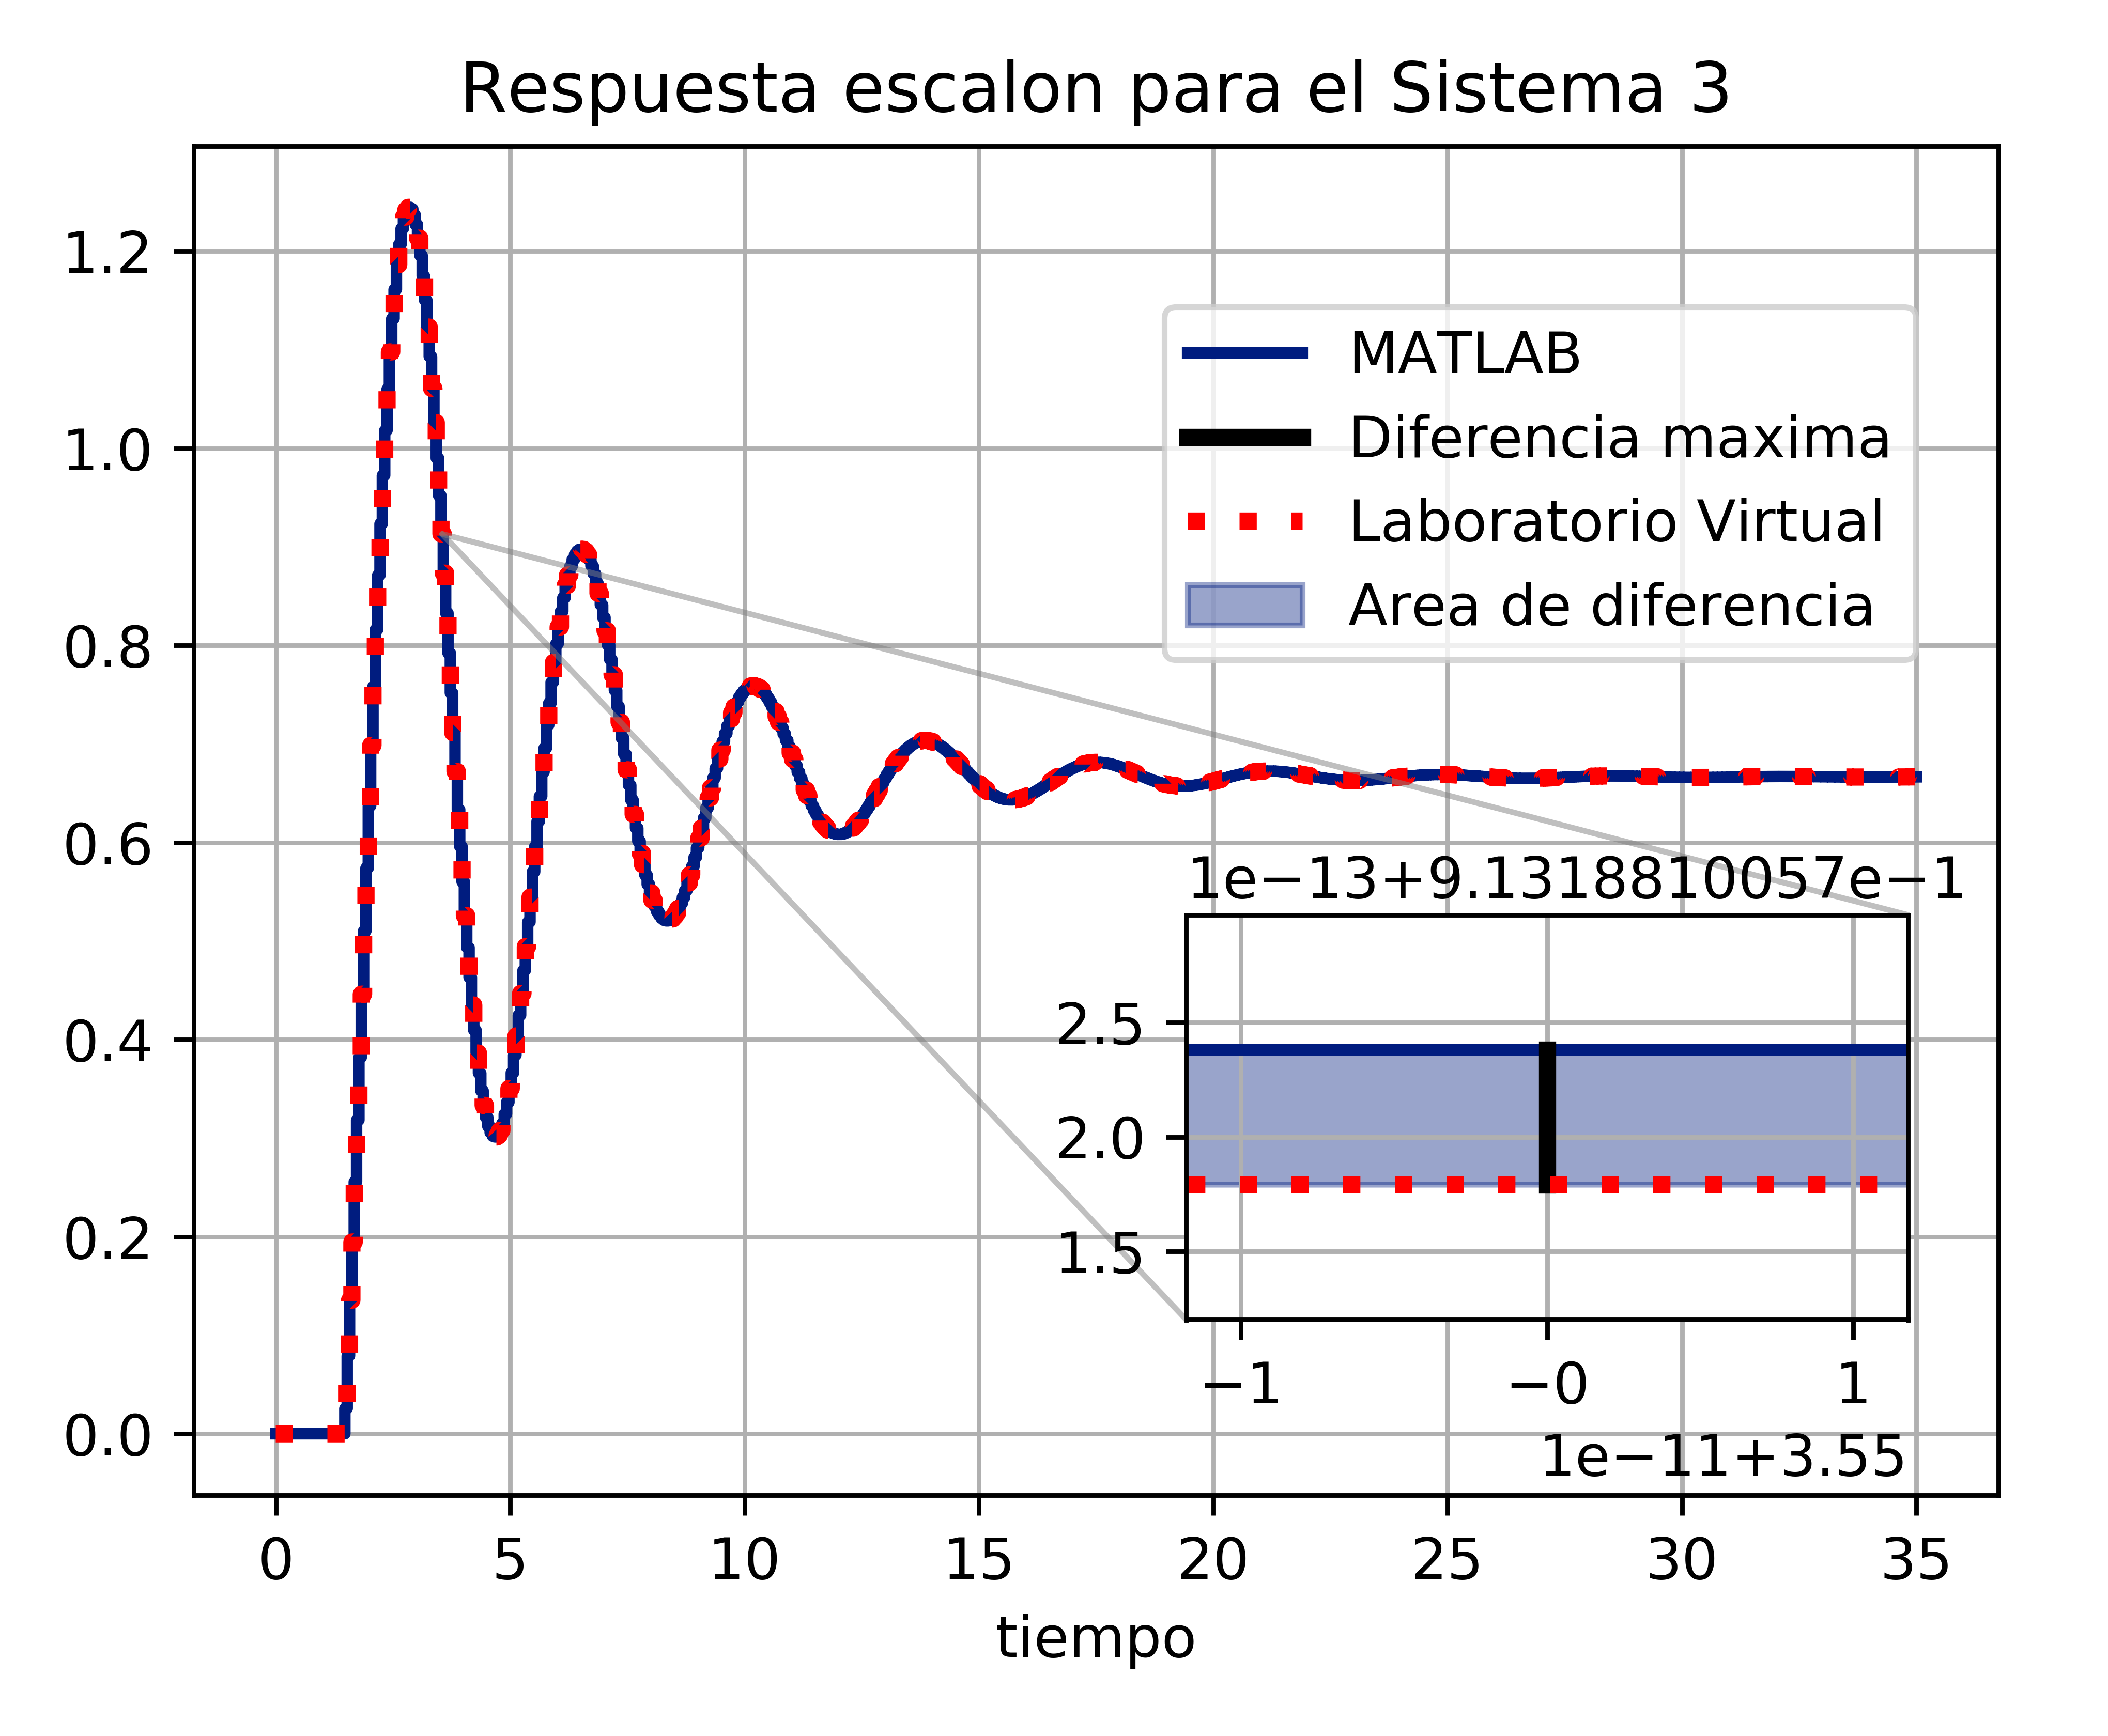 Respuesta escalon para el Sistema 3
1.2
1.0
0.8
0.6
0.4
0.2
0.0
MATLAB
Diferencia maxima
Laboratorio Virtual
Area de diferencia
1e−13+9.1318810057e−1
2.5
2.0
1.5
−1 −0 1
1e−11+3.55
0 5 10 15 20 25 30 35
tiempo